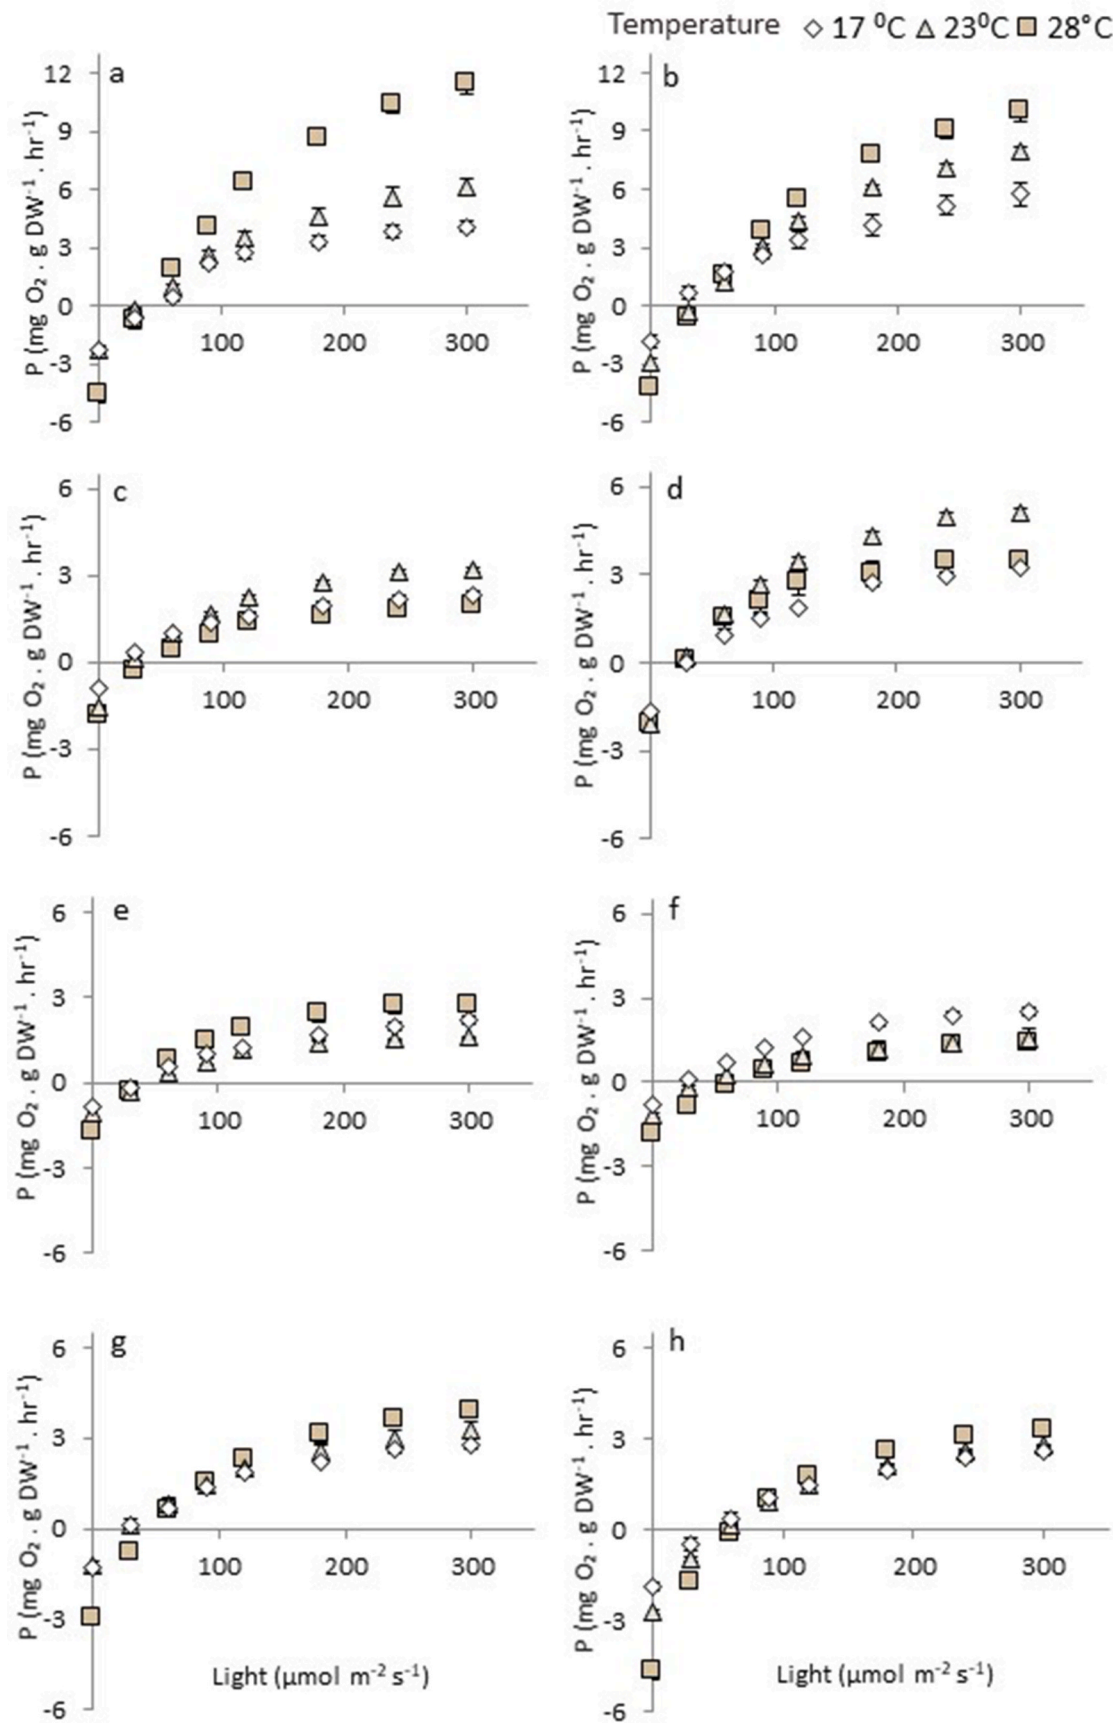 Temperature ◇ 17 ⁰C △ 23⁰C □ 28°C
a
12
9
6
3
0
-3
-6
100 200 300
P (mg O₂ . g DW⁻¹ . hr⁻¹)
b
12
9
6
3
0
-3
-6
100 200 300
P (mg O₂ . g DW⁻¹ . hr⁻¹)
c
6
3
0
-3
-6
100 200 300
P (mg O₂ . g DW⁻¹ . hr⁻¹)
d
6
3
0
-3
-6
100 200 300
P (mg O₂ . g DW⁻¹ . hr⁻¹)
e
6
3
0
-3
-6
100 200 300
P (mg O₂ . g DW⁻¹ . hr⁻¹)
f
6
3
0
-3
-6
100 200 300
P (mg O₂ . g DW⁻¹ . hr⁻¹)
g
6
3
0
-3
-6
100 200 300
P (mg O₂ . g DW⁻¹ . hr⁻¹)
Light (µmol m⁻² s⁻¹)
h
6
3
0
-3
-6
100 200 300
P (mg O₂ . g DW⁻¹ . hr⁻¹)
Light (µmol m⁻² s⁻¹)